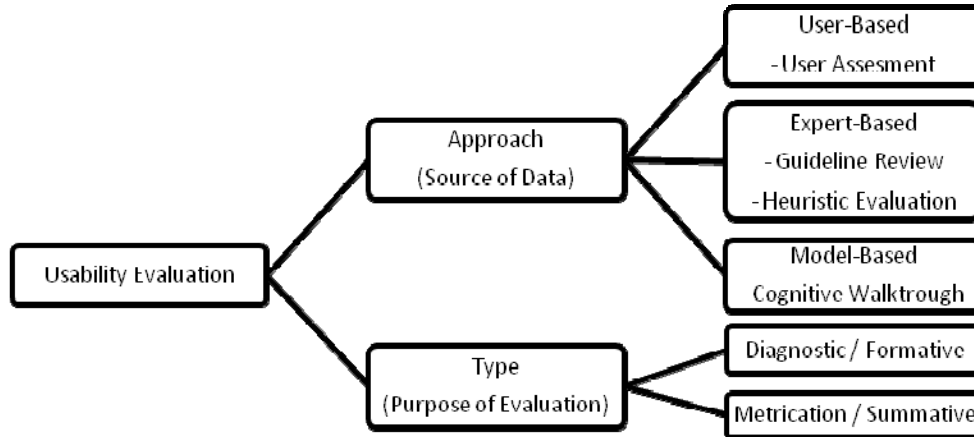 User-Based
-User Assesment
Expert-Based
-Guideline Review
-Heuristic Evaluation
Approach
(Source of Data)
Usability Evaluation
Model-Based
Cognitive Walktrough
Type
(Purpose of Evaluation)
Diagnostic / Formative
Metrication / Summative